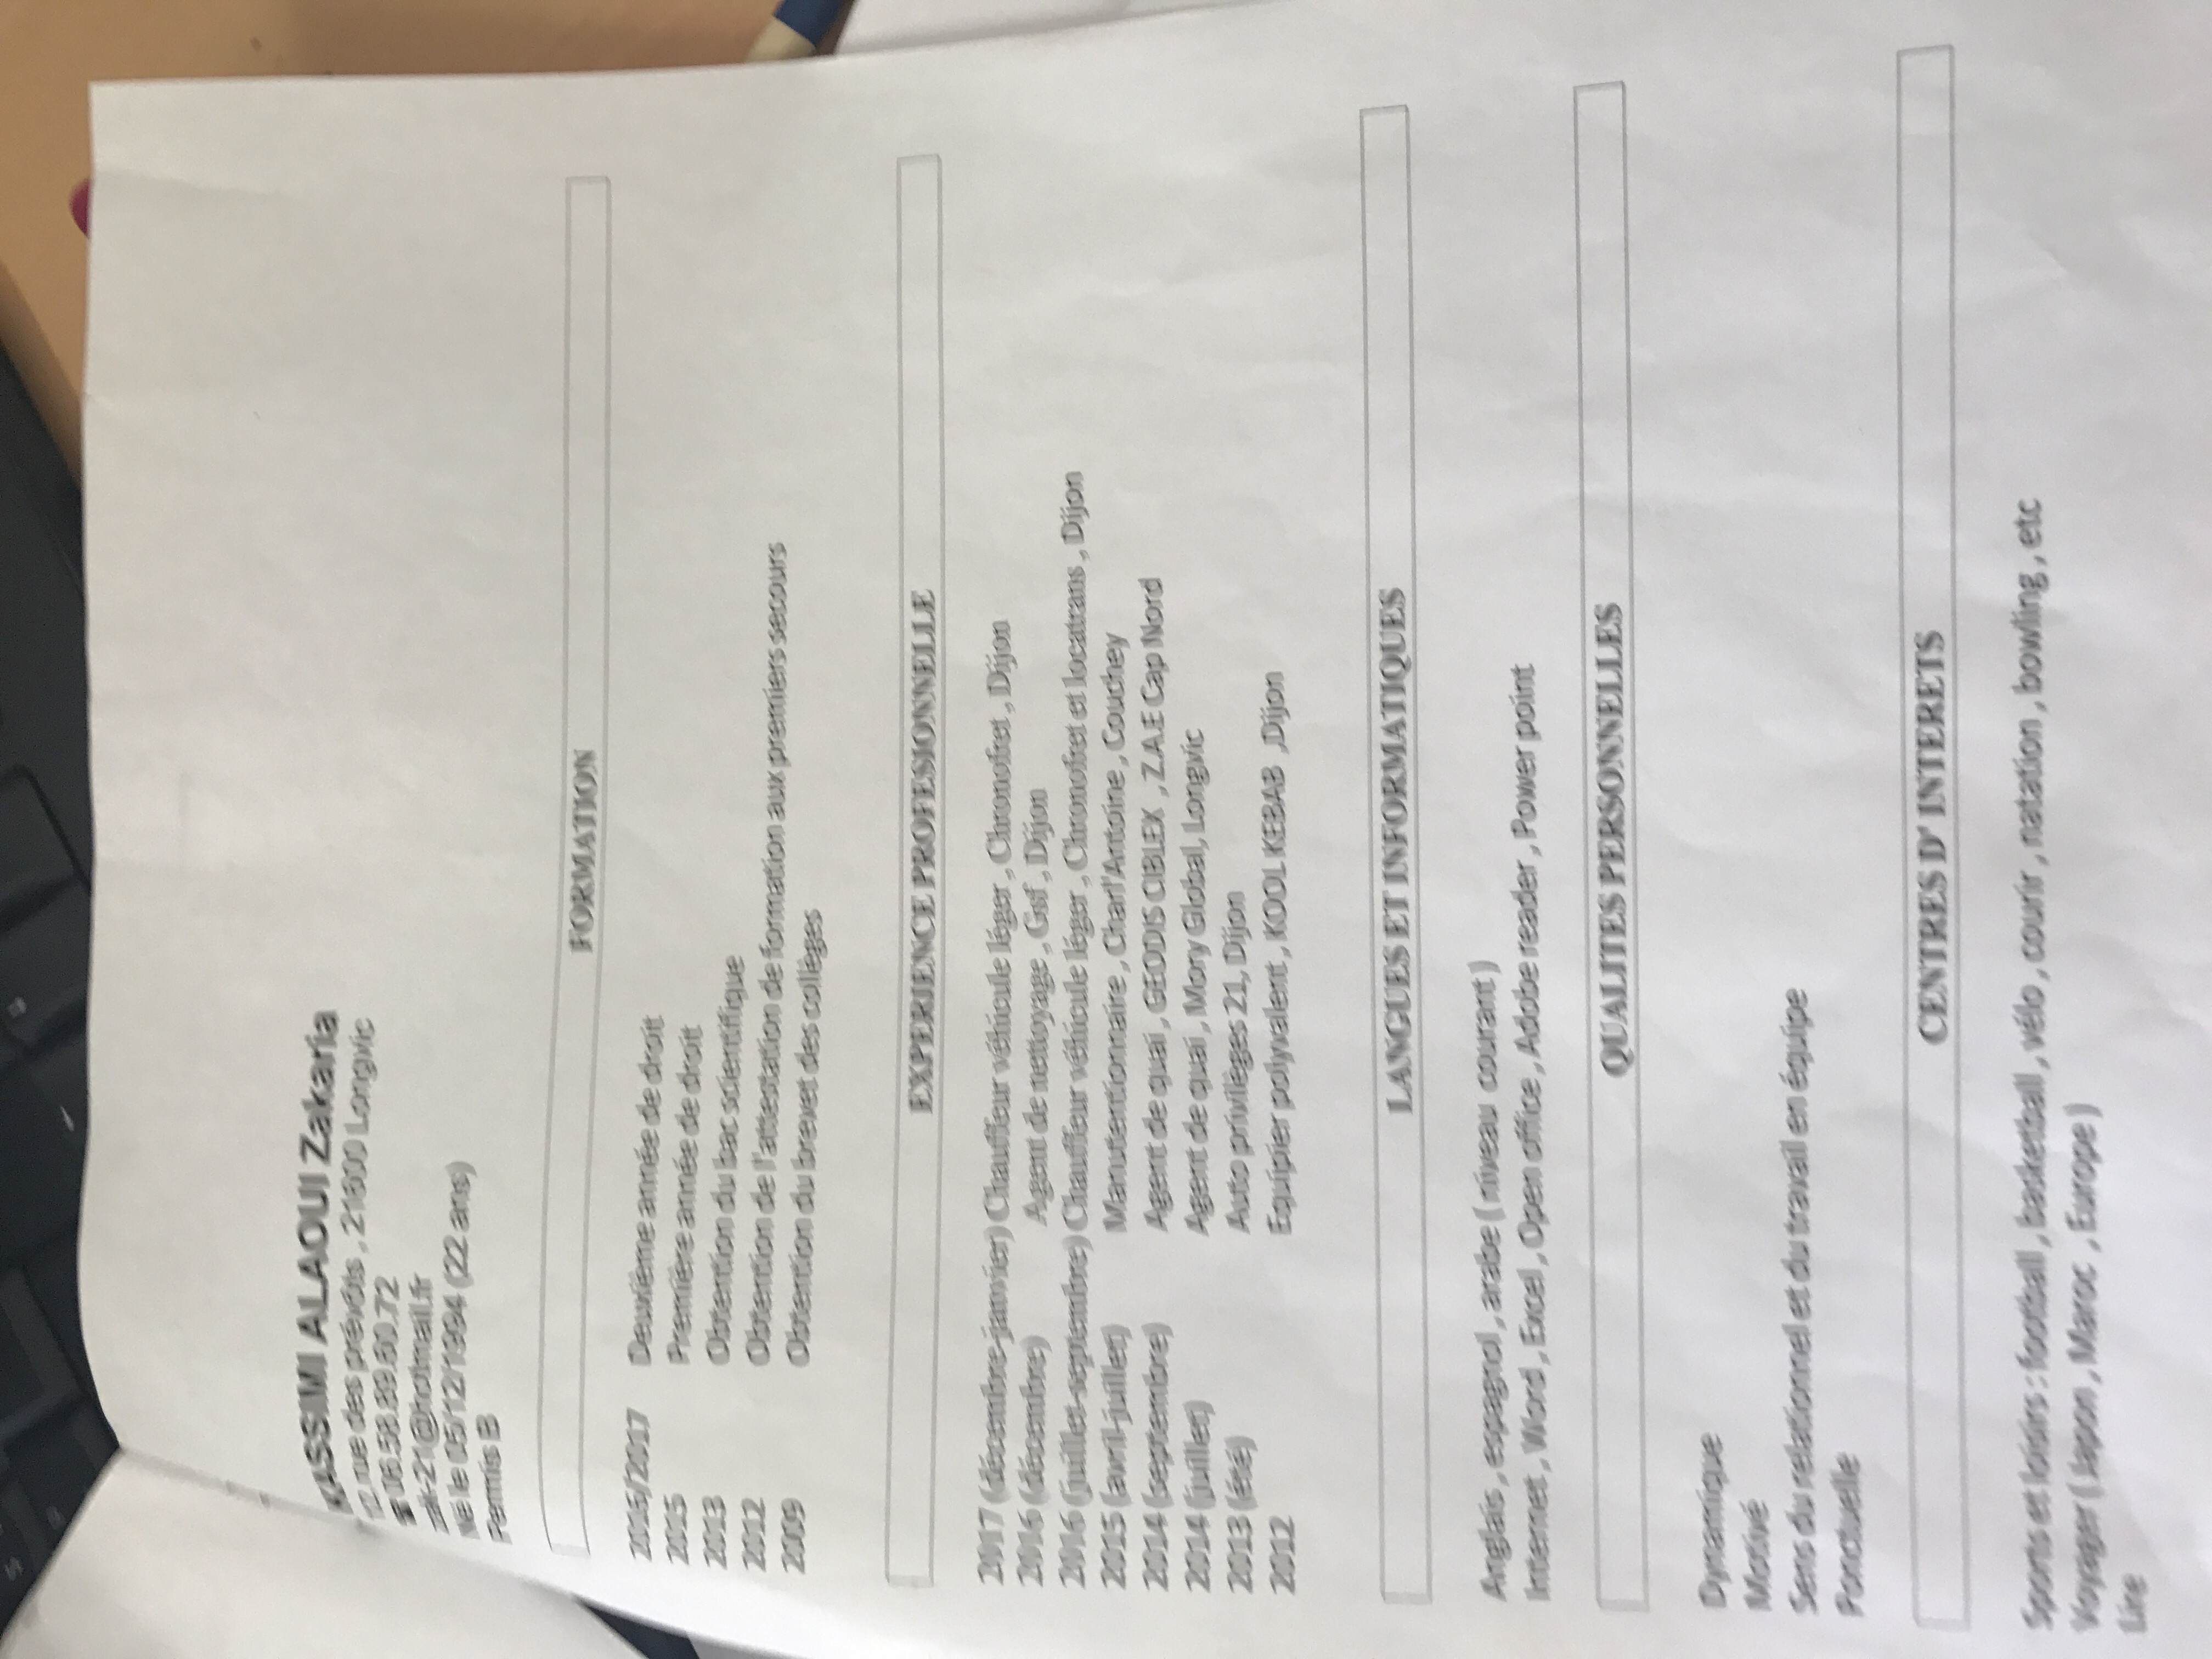 KASSIMI ALAOUI Zakaria
12 rue des prévôts , 21600 Longvic
☎ 06.58.89.60.72
zak-21@hotmail.fr
Né le 05/12/1994 (22 ans)
Permis B
FORMATION
2016/2017 Deuxième année de droit
2015 Première année de droit
2013 Obtention du bac scientifique
2012 Obtention de l'attestation de formation aux premiers secours
2009 Obtention du brevet des collèges
EXPERIENCE PROFESIONNELLE
2017 (décembre-janvier) Chauffeur véhicule léger , Chronofret , Dijon
2016 (décembre) Agent de nettoyage , Gsf , Dijon
2016 (juillet-septembre) Chauffeur véhicule léger , Chronofret et locatrans , Dijon
2015 (avril-juillet) Manutentionnaire , Charl'Antoine , Couchey
2014 (septembre) Agent de quai , GEODIS CIBLEX , Z.A.E Cap Nord
2014 (juillet) Agent de quai , Mory Global, Longvic
2013 (été) Auto privilèges 21, Dijon
2012 Equipier polyvalent , KOOL KEBAB ,Dijon
LANGUES ET INFORMATIQUES
Anglais , espagnol , arabe ( niveau courant )
Internet , Word , Excel , Open office , Adobe reader , Power point
QUALITES PERSONNELLES
Dynamique
Motivé
Sens du relationnel et du travail en équipe
Ponctuelle
CENTRES D' INTERETS
Sports et loisirs : football , basketball , vélo , courir , natation , bowling , etc
Voyager ( Japon , Maroc , Europe )
Lire